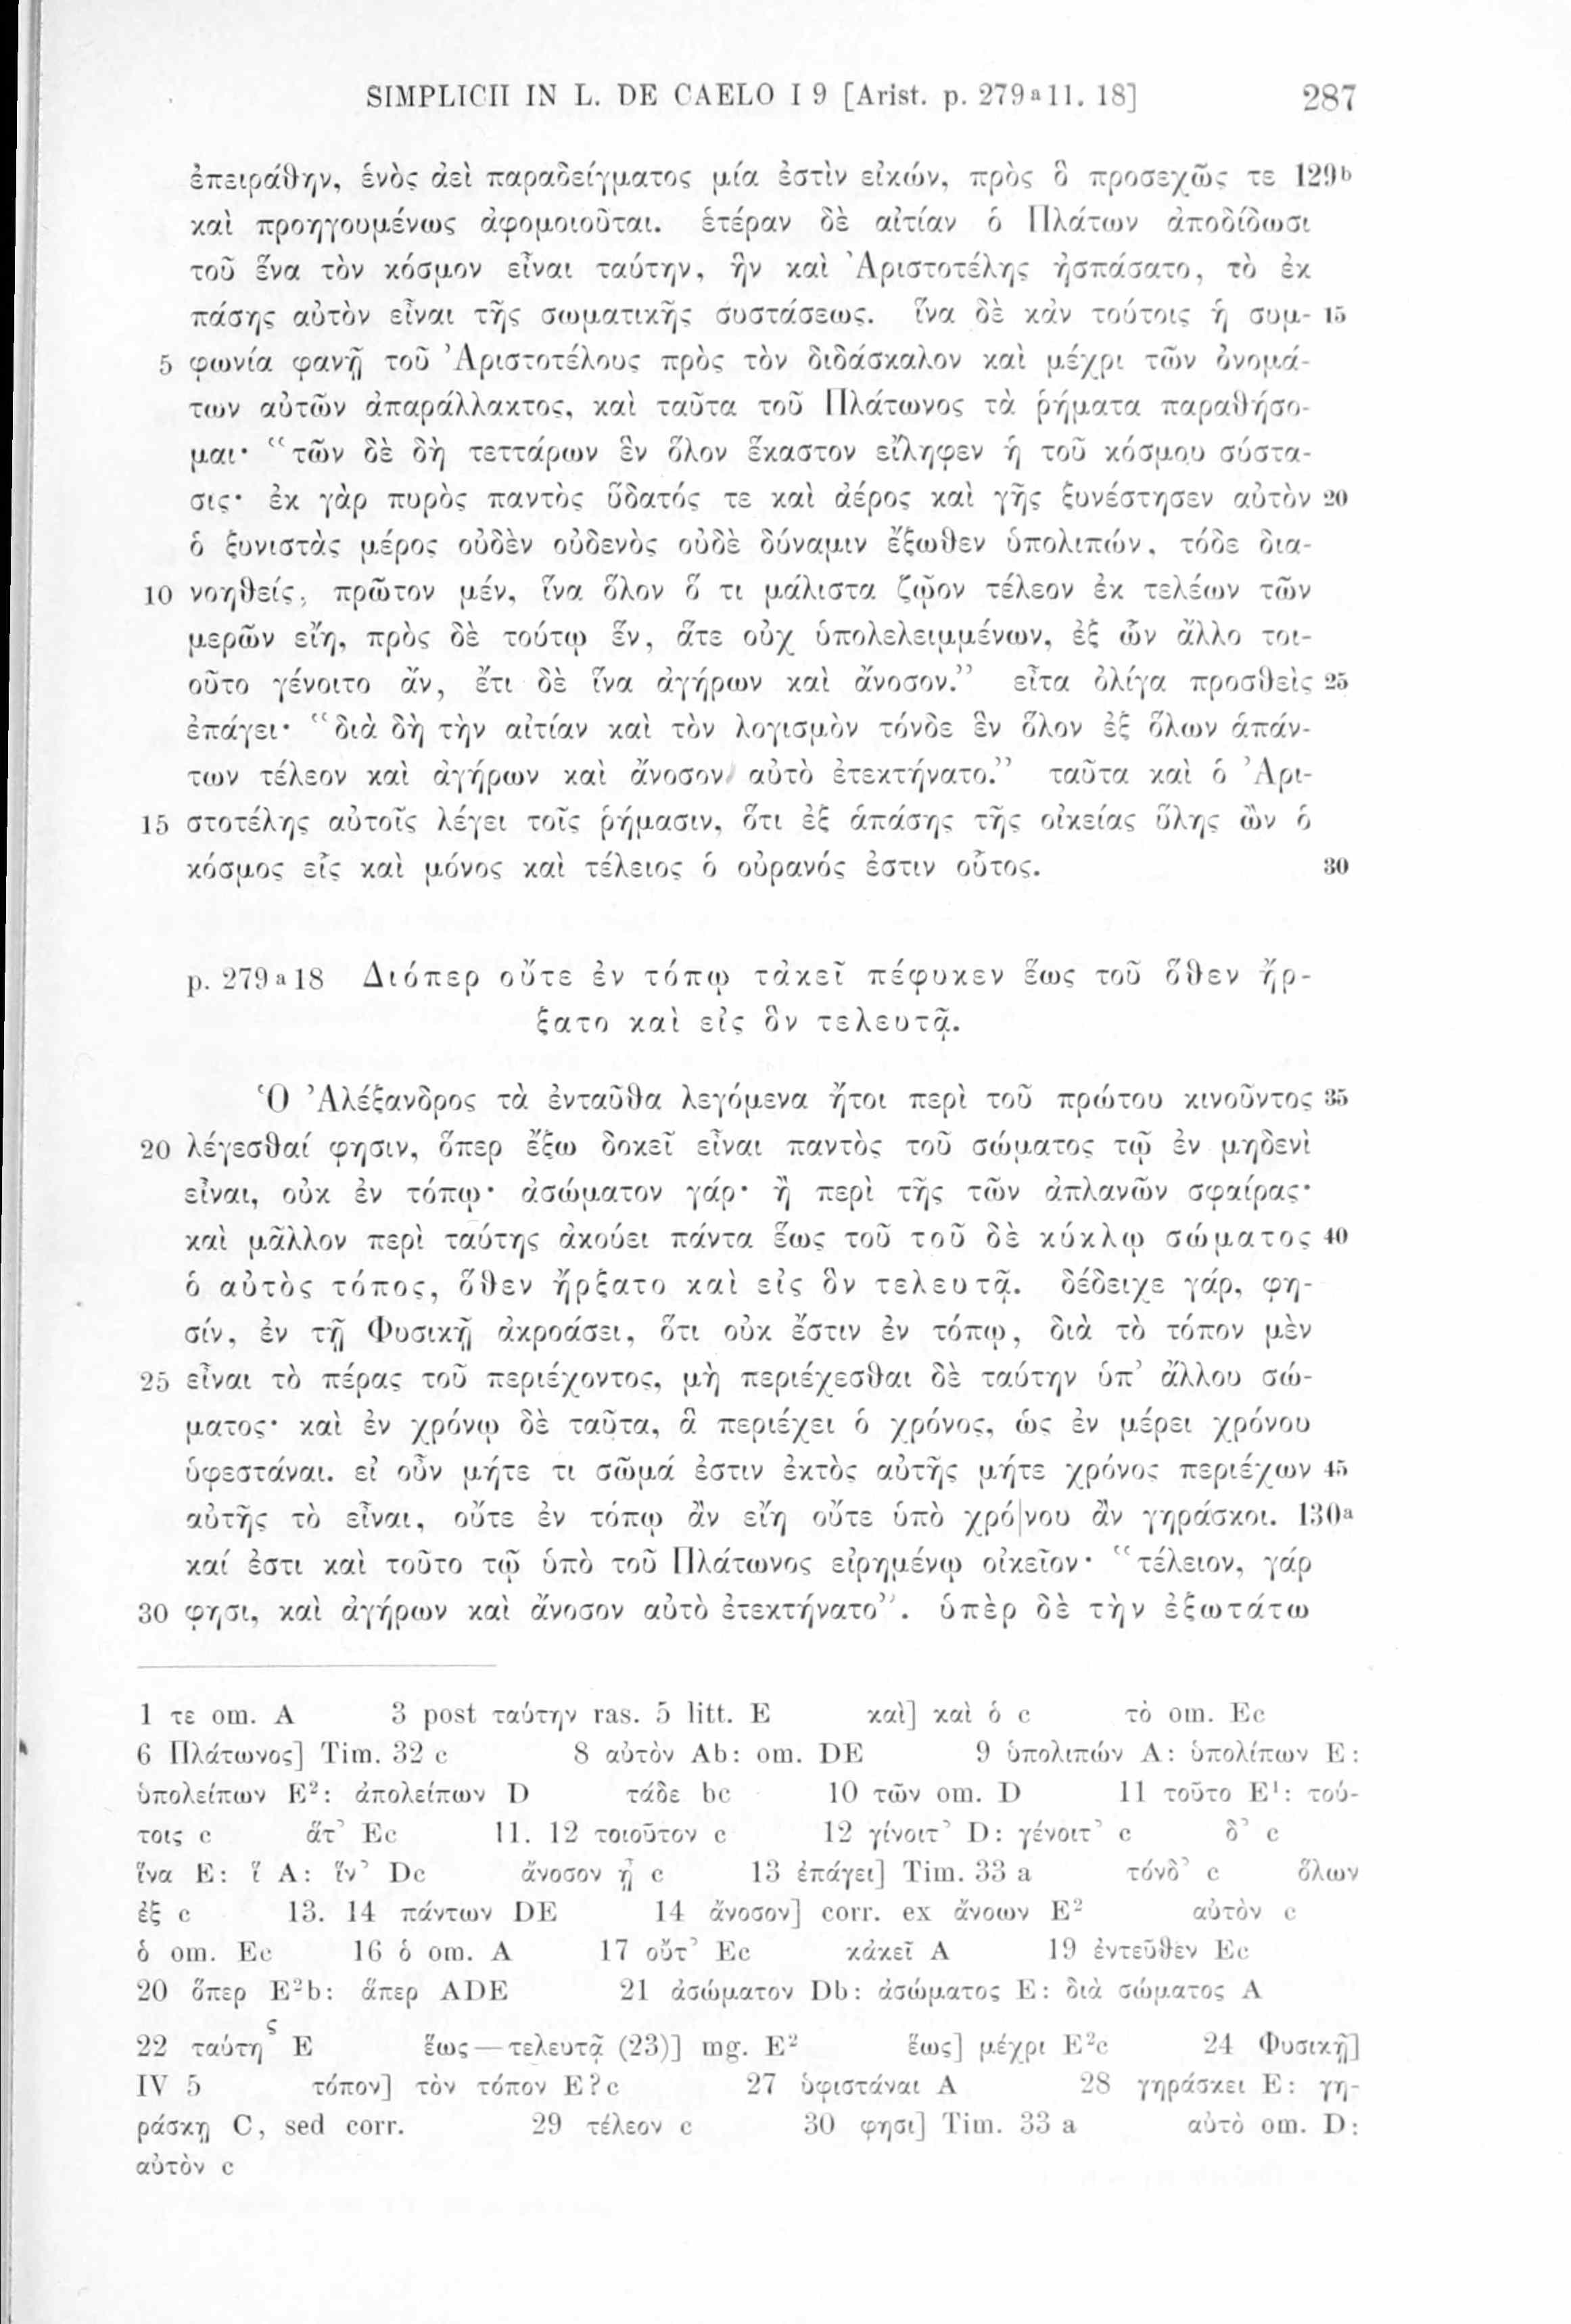 SIMPLICII IN L. DE CAELO I 9 [Arist. p. 279ᵃ11. 18] 287
ἐπειράθην, ἑνὸς ἀεὶ παραδείγματος μία ἐστὶν εἰκών, πρὸς ὃ προσεχῶς τε 129ᵇ
καὶ προηγουμένως ἀφομοιοῦται. ἑτέραν δὲ αἰτίαν ὁ Πλάτων ἀποδίδωσι
τοῦ ἕνα τὸν κόσμον εἶναι ταύτην, ἣν καὶ Ἀριστοτέλης ἠσπάσατο, τὸ ἐκ
πάσης αὐτὸν εἶναι τῆς σωματικῆς συστάσεως. ἵνα δὲ κἀν τούτοις ἡ συμ- 15
5 φωνία φανῇ τοῦ Ἀριστοτέλους πρὸς τὸν διδάσκαλον καὶ μέχρι τῶν ὀνομά-
των αὐτῶν ἀπαράλλακτος, καὶ ταῦτα τοῦ Πλάτωνος τὰ ῥήματα παραθήσο-
μαι· “τῶν δὲ δὴ τεττάρων ἓν ὅλον ἕκαστον εἴληφεν ἡ τοῦ κόσμου σύστα-
σις· ἐκ γὰρ πυρὸς παντὸς ὕδατός τε καὶ ἀέρος καὶ γῆς ξυνέστησεν αὐτὸν 20
ὁ ξυνιστὰς μέρος οὐδὲν οὐδενὸς οὐδὲ δύναμιν ἔξωθεν ὑπολιπών, τόδε δια-
10 νοηθείς, πρῶτον μέν, ἵνα ὅλον ὅ τι μάλιστα ζῷον τέλεον ἐκ τελέων τῶν
μερῶν εἴη, πρὸς δὲ τούτῳ ἕν, ἅτε οὐχ ὑπολελειμμένων, ἐξ ὧν ἄλλο τοι-
οῦτο γένοιτο ἄν, ἔτι δὲ ἵνα ἀγήρων καὶ ἄνοσον.” εἶτα ὀλίγα προσθεὶς 25
ἐπάγει· “διὰ δὴ τὴν αἰτίαν καὶ τὸν λογισμὸν τόνδε ἓν ὅλον ἐξ ὅλων ἁπάν-
των τέλεον καὶ ἀγήρων καὶ ἄνοσον αὐτὸ ἐτεκτήνατο.” ταῦτα καὶ ὁ Ἀρι-
15 στοτέλης αὐτοῖς λέγει τοῖς ῥήμασιν, ὅτι ἐξ ἁπάσης τῆς οἰκείας ὕλης ὢν ὁ
κόσμος εἷς καὶ μόνος καὶ τέλειος ὁ οὐρανός ἐστιν οὗτος. 30
p. 279ᵃ18 Διόπερ οὔτε ἐν τόπῳ τἀκεῖ πέφυκεν ἕως τοῦ ὅθεν ἤρ-
ξατο καὶ εἰς ὃν τελευτᾷ.
Ὁ Ἀλέξανδρος τὰ ἐνταῦθα λεγόμενα ἤτοι περὶ τοῦ πρώτου κινοῦντος 35
20 λέγεσθαί φησιν, ὅπερ ἔξω δοκεῖ εἶναι παντὸς τοῦ σώματος τῷ ἐν μηδενὶ
εἶναι, οὐκ ἐν τόπῳ· ἀσώματον γάρ· ἢ περὶ τῆς τῶν ἀπλανῶν σφαίρας·
καὶ μᾶλλον περὶ ταύτης ἀκούει πάντα ἕως τοῦ τοῦ δὲ κύκλῳ σώματος 40
ὁ αὐτὸς τόπος, ὅθεν ἤρξατο καὶ εἰς ὃν τελευτᾷ. δέδειχε γάρ, φη-
σίν, ἐν τῇ Φυσικῇ ἀκροάσει, ὅτι οὐκ ἔστιν ἐν τόπῳ, διὰ τὸ τόπον μὲν
25 εἶναι τὸ πέρας τοῦ περιέχοντος, μὴ περιέχεσθαι δὲ ταύτην ὑπ’ ἄλλου σώ-
ματος· καὶ ἐν χρόνῳ δὲ ταῦτα, ἃ περιέχει ὁ χρόνος, ὡς ἐν μέρει χρόνου
ὑφεστάναι. εἰ οὖν μήτε τι σῶμά ἐστιν ἐκτὸς αὐτῆς μήτε χρόνος περιέχων 45
αὐτῆς τὸ εἶναι, οὔτε ἐν τόπῳ ἂν εἴη οὔτε ὑπὸ χρό|νου ἂν γηράσκοι. 130ᵃ
καί ἐστι καὶ τοῦτο τῷ ὑπὸ τοῦ Πλάτωνος εἰρημένῳ οἰκεῖον· “τέλειον, γάρ
30 φησι, καὶ ἀγήρων καὶ ἄνοσον αὐτὸ ἐτεκτήνατο”. ὑπὲρ δὲ τὴν ἐξωτάτω
1 τε om. A 3 post ταύτην ras. 5 litt. E καὶ] καὶ ὁ c τὸ om. Ec
6 Πλάτωνος] Tim. 32 c 8 αὐτὸν Ab: om. DE 9 ὑπολιπών A: ὑπολίπων E:
ὑπολείπων E²: ἀπολείπων D τάδε bc 10 τῶν om. D 11 τοῦτο E¹: τού-
τοις c ἅτ’ Ec 11. 12 τοιοῦτον c 12 γίνοιτ’ D: γένοιτ’ c δ’ c
ἵνα E: ἵ A: ἵν’ Dc ἄνοσον ᾖ c 13 ἐπάγει] Tim. 33 a τόνδ’ c ὅλων
ἐξ c 13. 14 πάντων DE 14 ἄνοσον] corr. ex ἄνοων E² αὐτὸν c
ὁ om. Ec 16 ὁ om. A 17 οὔτ’ Ec κἀκεῖ A 19 ἐντεῦθεν Ec
20 ὅπερ E²b: ἅπερ ADE 21 ἀσώματον Db: ἀσώματος E: διὰ σώματος A
22 ταύτηˢ E ἕως—τελευτᾷ (23)] mg. E² ἕως] μέχρι E²c 24 Φυσικῇ]
IV 5 τόπον] τὸν τόπον E?c 27 ὑφιστάναι A 28 γηράσκει E: γη-
ράσκῃ C, sed corr. 29 τέλεον c 30 φησι] Tim. 33 a αὐτὸ om. D:
αὐτὸν c